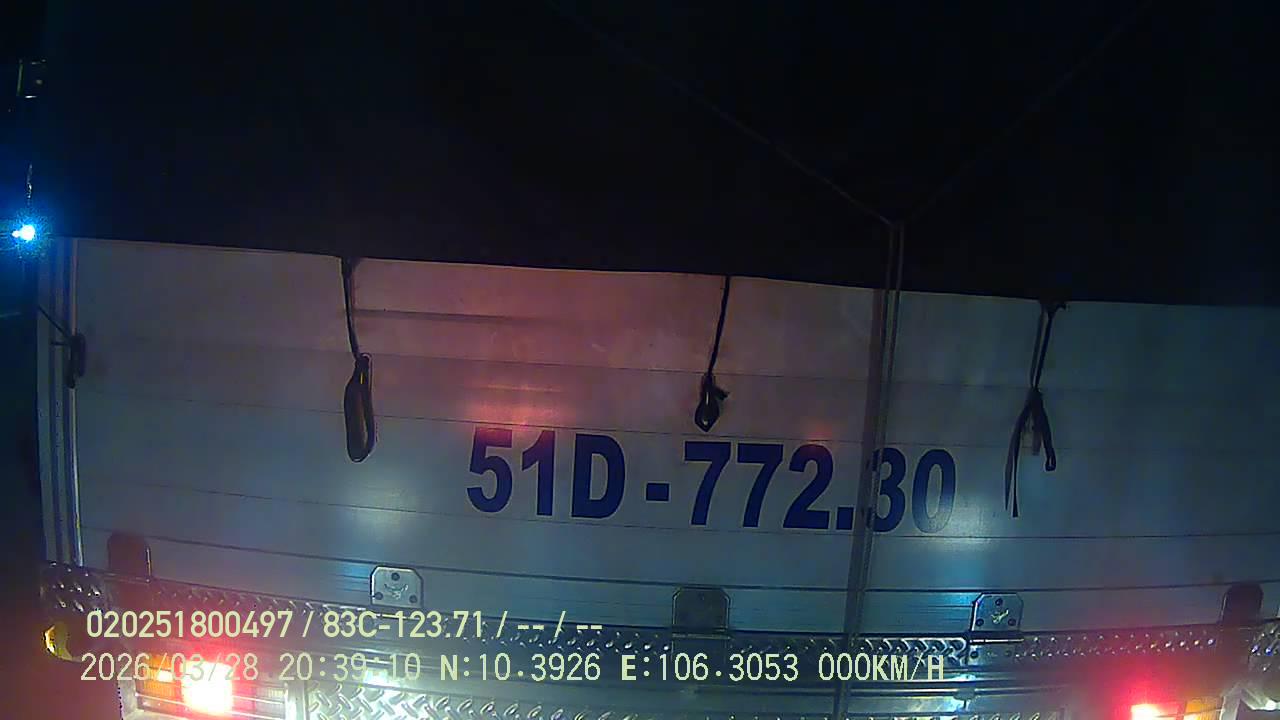 51D-772.30
020251800497 / 83C-123.71 / -- / --
2026/03/28 20:39:10 N:10.3926 E:106.3053 000KM/H